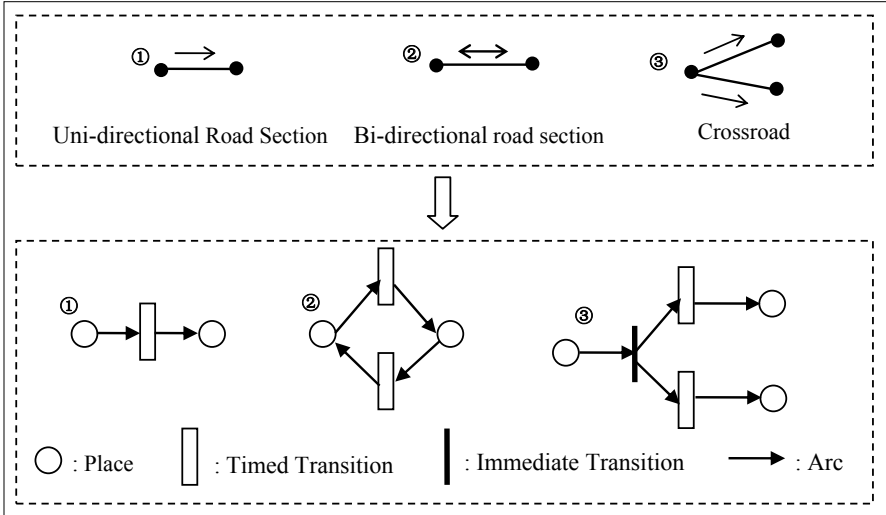 ① ② ③
Uni-directional Road Section Bi-directional road section Crossroad
① ② ③
: Place : Timed Transition : Immediate Transition : Arc